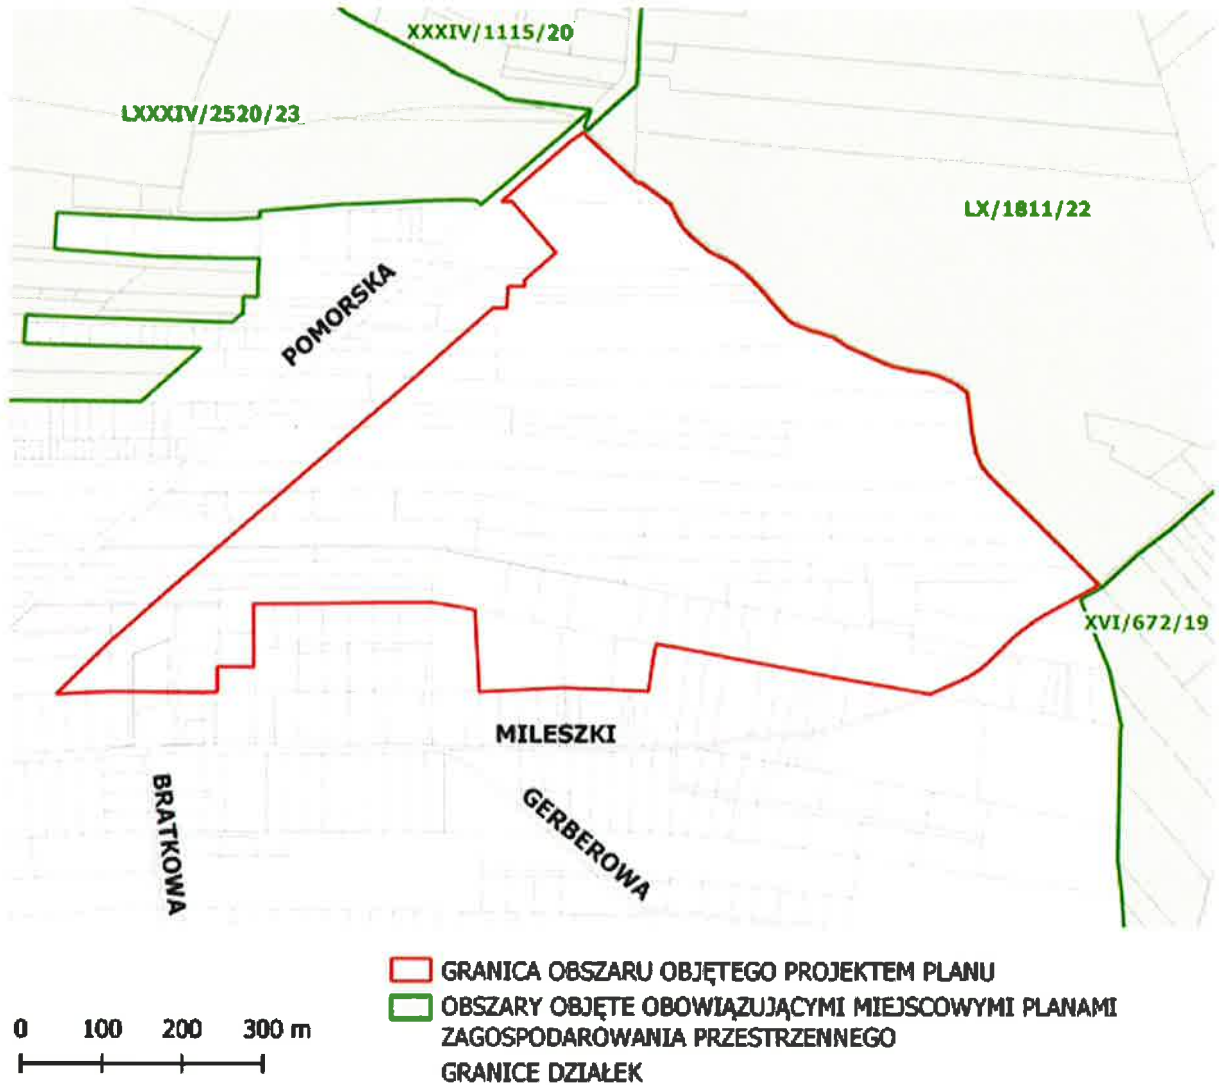 XXXIV/1115/20
LXXXIV/2520/23
LX/1811/22
POMORSKA
XVI/672/19
MILESZKI
BRATKOWA
GERBEROWA
GRANICA OBSZARU OBJĘTEGO PROJEKTEM PLANU
OBSZARY OBJĘTE OBOWIĄZUJĄCYMI MIEJSCOWYMI PLANAMI
ZAGOSPODAROWANIA PRZESTRZENNEGO
GRANICE DZIAŁEK
0 100 200 300 m